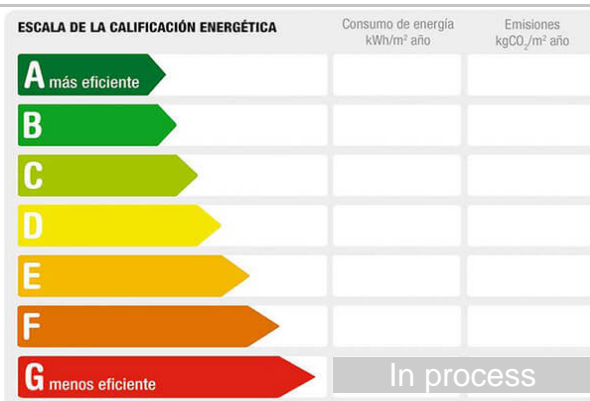 ESCALA DE LA CALIFICACIÓN ENERGÉTICA
Consumo de energía
kWh/m² año
Emisiones
kgCO₂/m² año
A más eficiente
B
C
D
E
F
G menos eficiente
In process